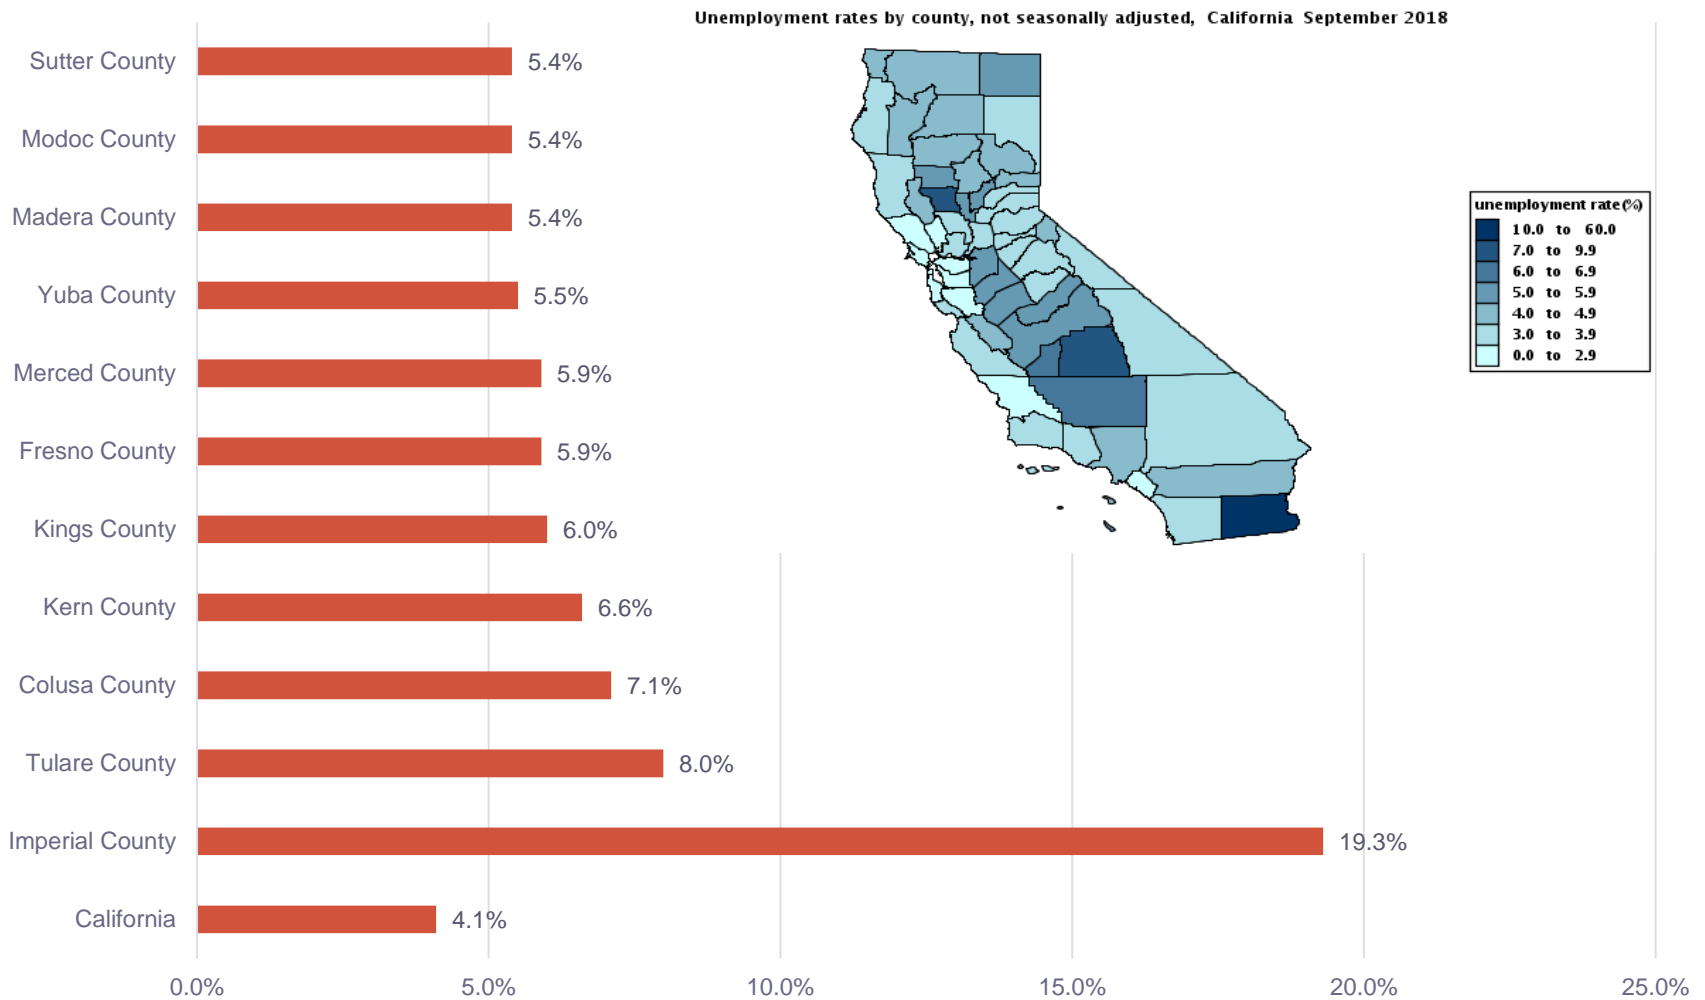 Unemployment rates by county, not seasonally adjusted, California September 2018
Sutter County 5.4%
Modoc County 5.4%
Madera County 5.4%
Yuba County 5.5%
Merced County 5.9%
Fresno County 5.9%
Kings County 6.0%
Kern County 6.6%
Colusa County 7.1%
Tulare County 8.0%
Imperial County 19.3%
California 4.1%
0.0% 5.0% 10.0% 15.0% 20.0% 25.0%
unemployment rate(%)
10.0 to 60.0
7.0 to 9.9
6.0 to 6.9
5.0 to 5.9
4.0 to 4.9
3.0 to 3.9
0.0 to 2.9